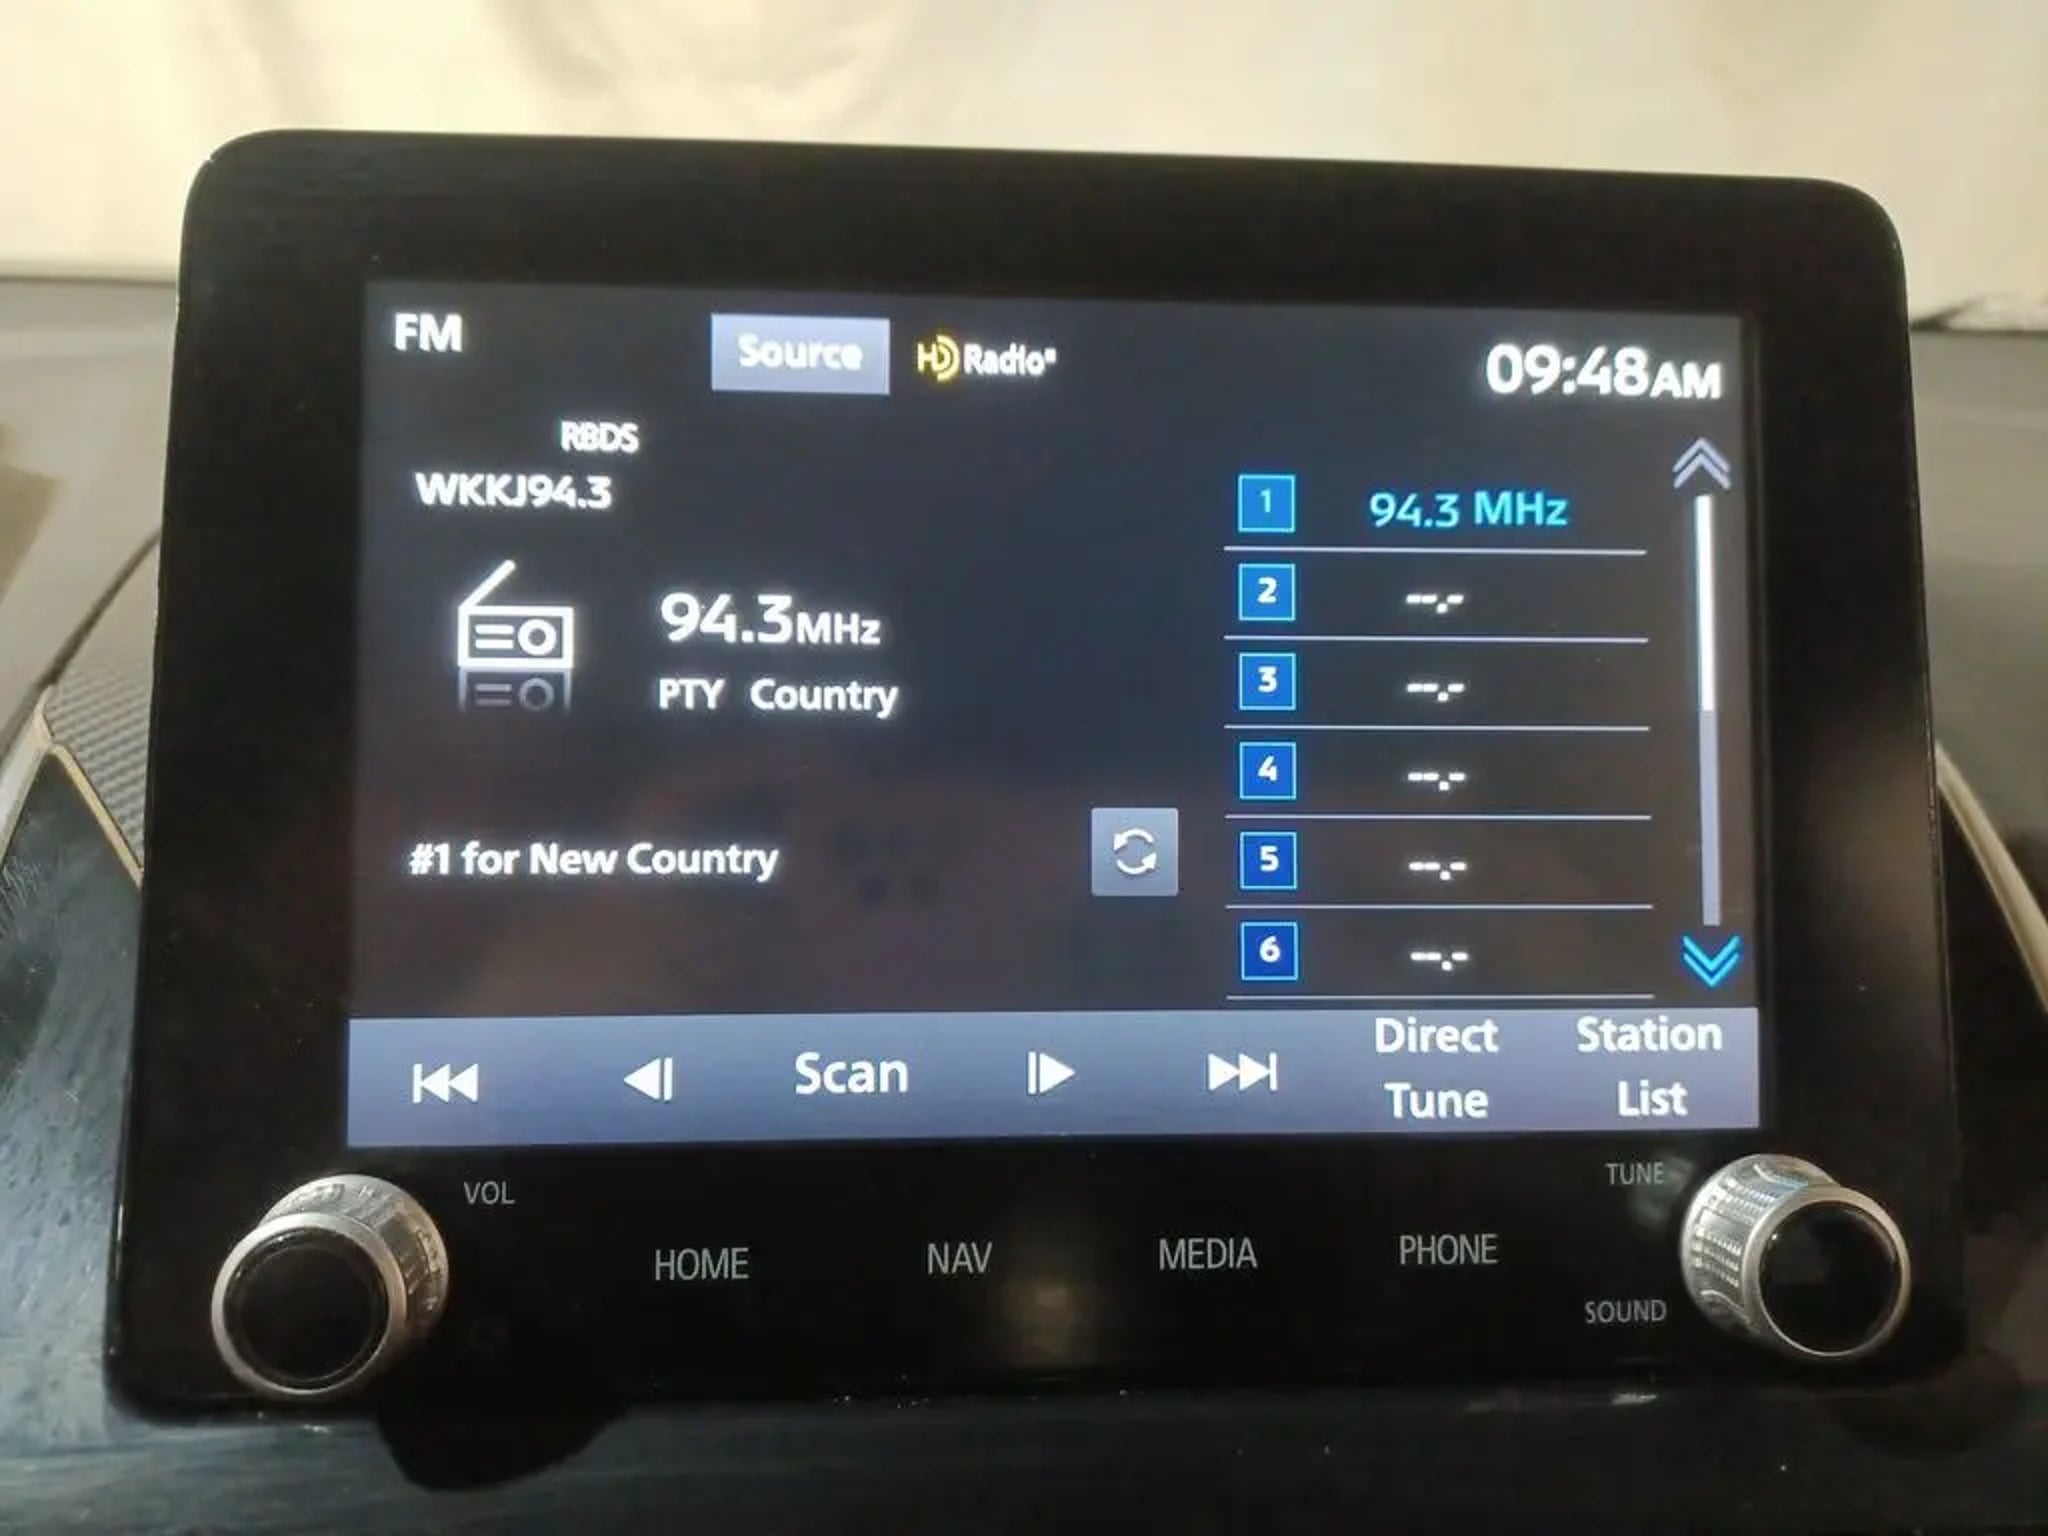 FM
Source
HD Radio
09:48AM
RBDS
WKKJ94.3
94.3MHz
PTY Country
#1 for New Country
1 94.3 MHz
2 --.-
3 --.-
4 --.-
5 --.-
6 --.-
Scan
Direct
Tune
Station
List
VOL
HOME
NAV
MEDIA
PHONE
TUNE
SOUND